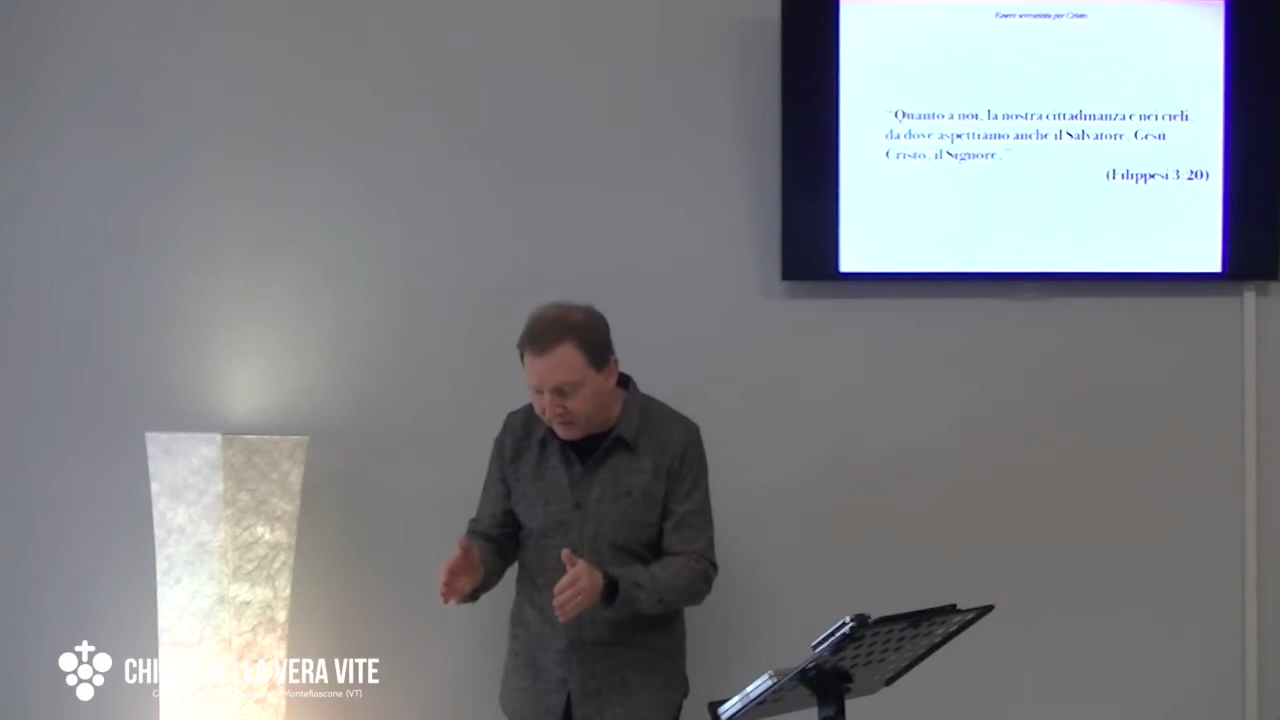 Essere sovranista per Cristo
"Quanto a noi, la nostra cittadinanza è nei cieli,
da dove aspettiamo anche il Salvatore, Gesù
Cristo, il Signore."
(Filippesi 3:20)
CHIESA DELLA VERA VITE
Montefiascone (VT)